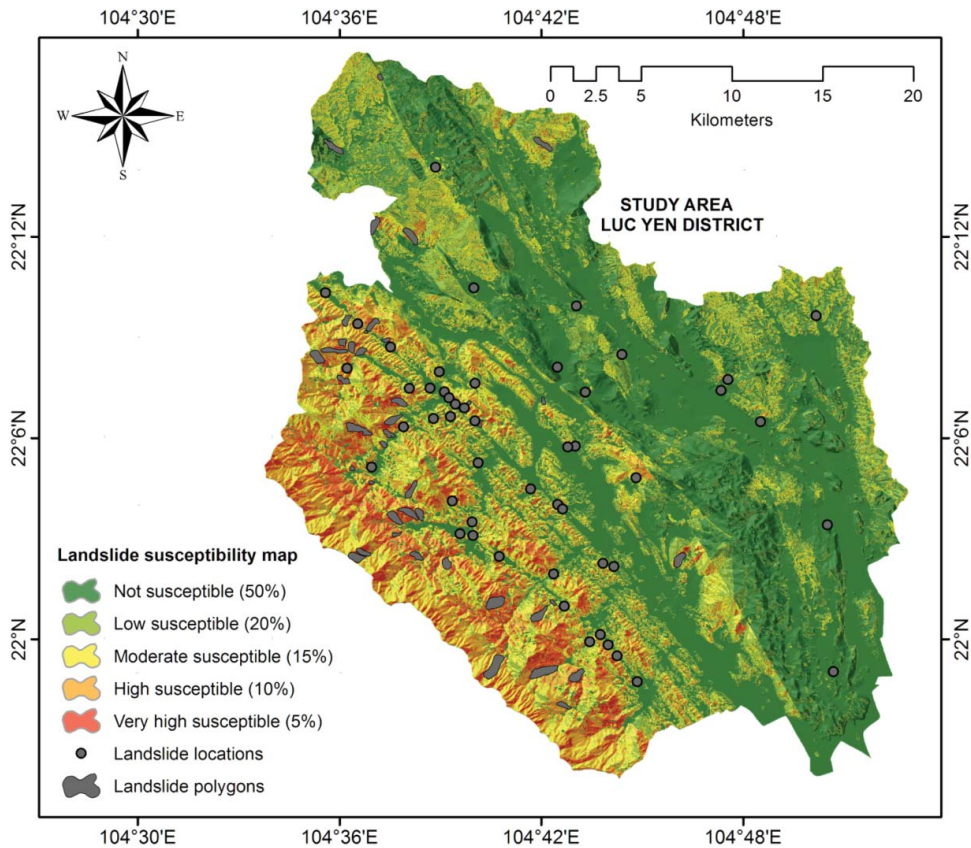 104°30'E 104°36'E 104°42'E 104°48'E
N
W E
S
0 2.5 5 10 15 20
Kilometers
STUDY AREA
LUC YEN DISTRICT
22°12'N 22°12'N
22°6'N 22°6'N
22°N 22°N
Landslide susceptibility map
Not susceptible (50%)
Low susceptible (20%)
Moderate susceptible (15%)
High susceptible (10%)
Very high susceptible (5%)
Landslide locations
Landslide polygons
104°30'E 104°36'E 104°42'E 104°48'E